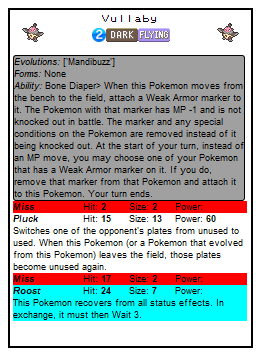 Vullaby
2 DARK FLYING
Evolutions: ['Mandibuzz']
Forms: None
Ability: Bone Diaper> When this Pokemon moves from
the bench to the field, attach a Weak Armor marker to
it. The Pokemon with that marker has MP -1 and is not
knocked out in battle. The marker and any special
conditions on the Pokemon are removed instead of it
being knocked out. At the start of your turn, instead of
an MP move, you may choose one of your Pokemon
that has a Weak Armor marker on it. If you do,
remove that marker from that Pokemon and attach it
to this Pokemon. Your turn ends.
Miss Hit: 2 Size: 2 Power:
Pluck Hit: 15 Size: 13 Power: 60
Switches one of the opponent's plates from unused to
used. When this Pokemon (or a Pokemon that evolved
from this Pokemon) leaves the field, those plates
become unused again.
Miss Hit: 17 Size: 2 Power:
Roost Hit: 24 Size: 7 Power:
This Pokemon recovers from all status effects. In
exchange, it must then Wait 3.